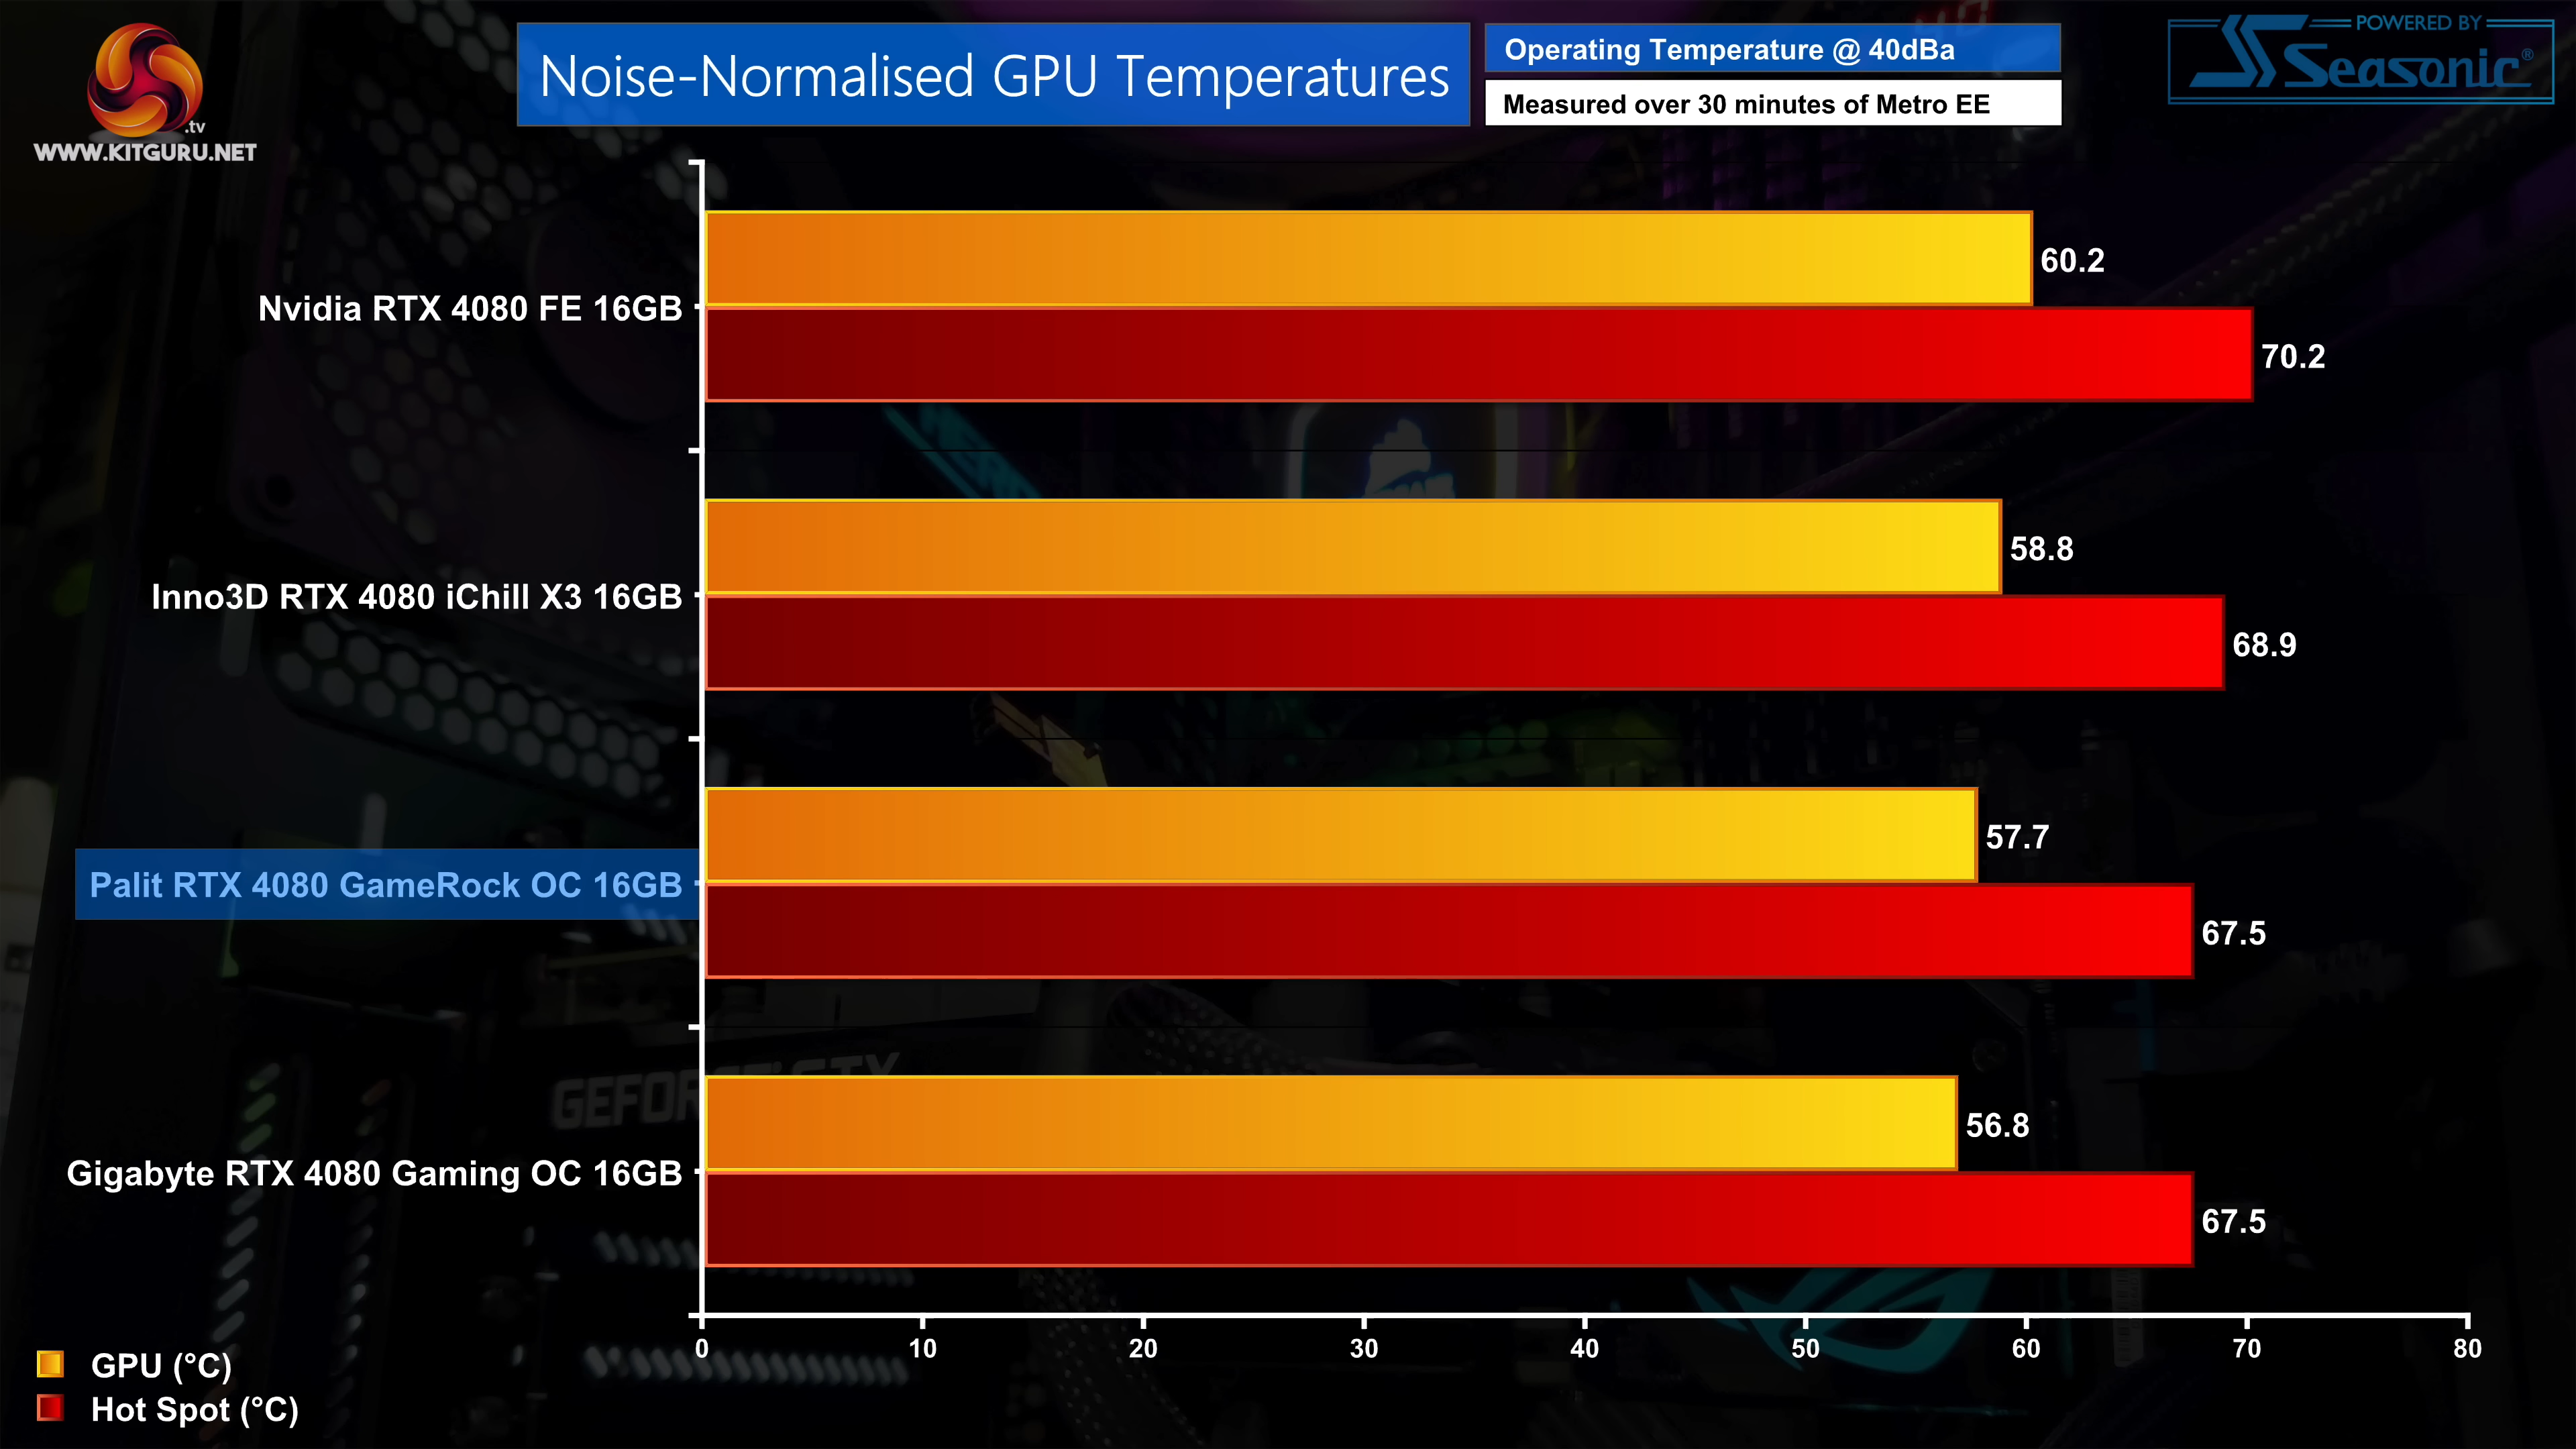 .tv
WWW.KITGURU.NET
Noise-Normalised GPU Temperatures
Operating Temperature @ 40dBa
Measured over 30 minutes of Metro EE
POWERED BY
Seasonic®
Nvidia RTX 4080 FE 16GB
60.2
70.2
Inno3D RTX 4080 iChill X3 16GB
58.8
68.9
Palit RTX 4080 GameRock OC 16GB
57.7
67.5
Gigabyte RTX 4080 Gaming OC 16GB
56.8
67.5
0 10 20 30 40 50 60 70 80
GPU (°C)
Hot Spot (°C)